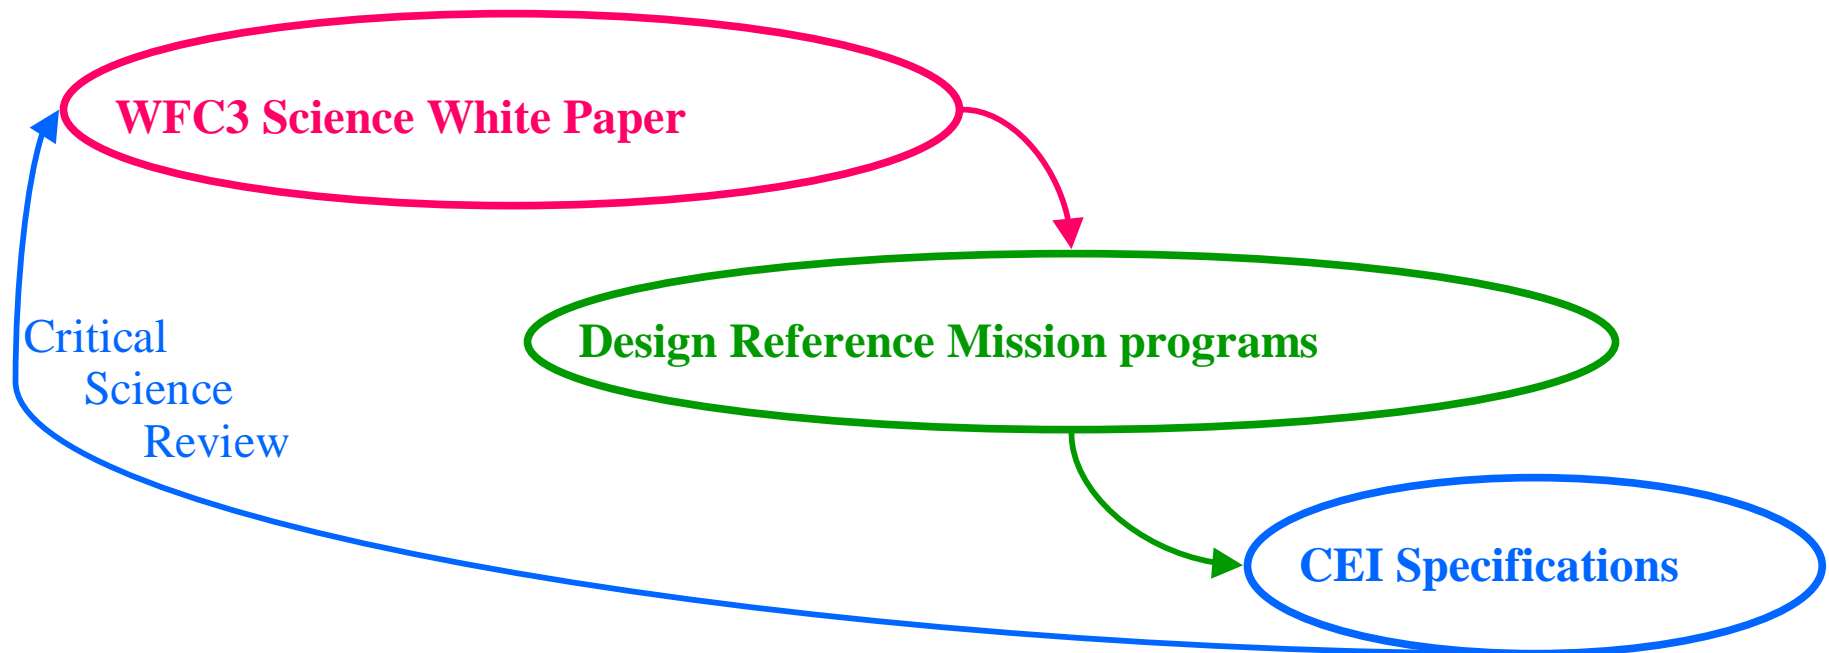 WFC3 Science White Paper
Design Reference Mission programs
Critical
Science
Review
CEI Specifications